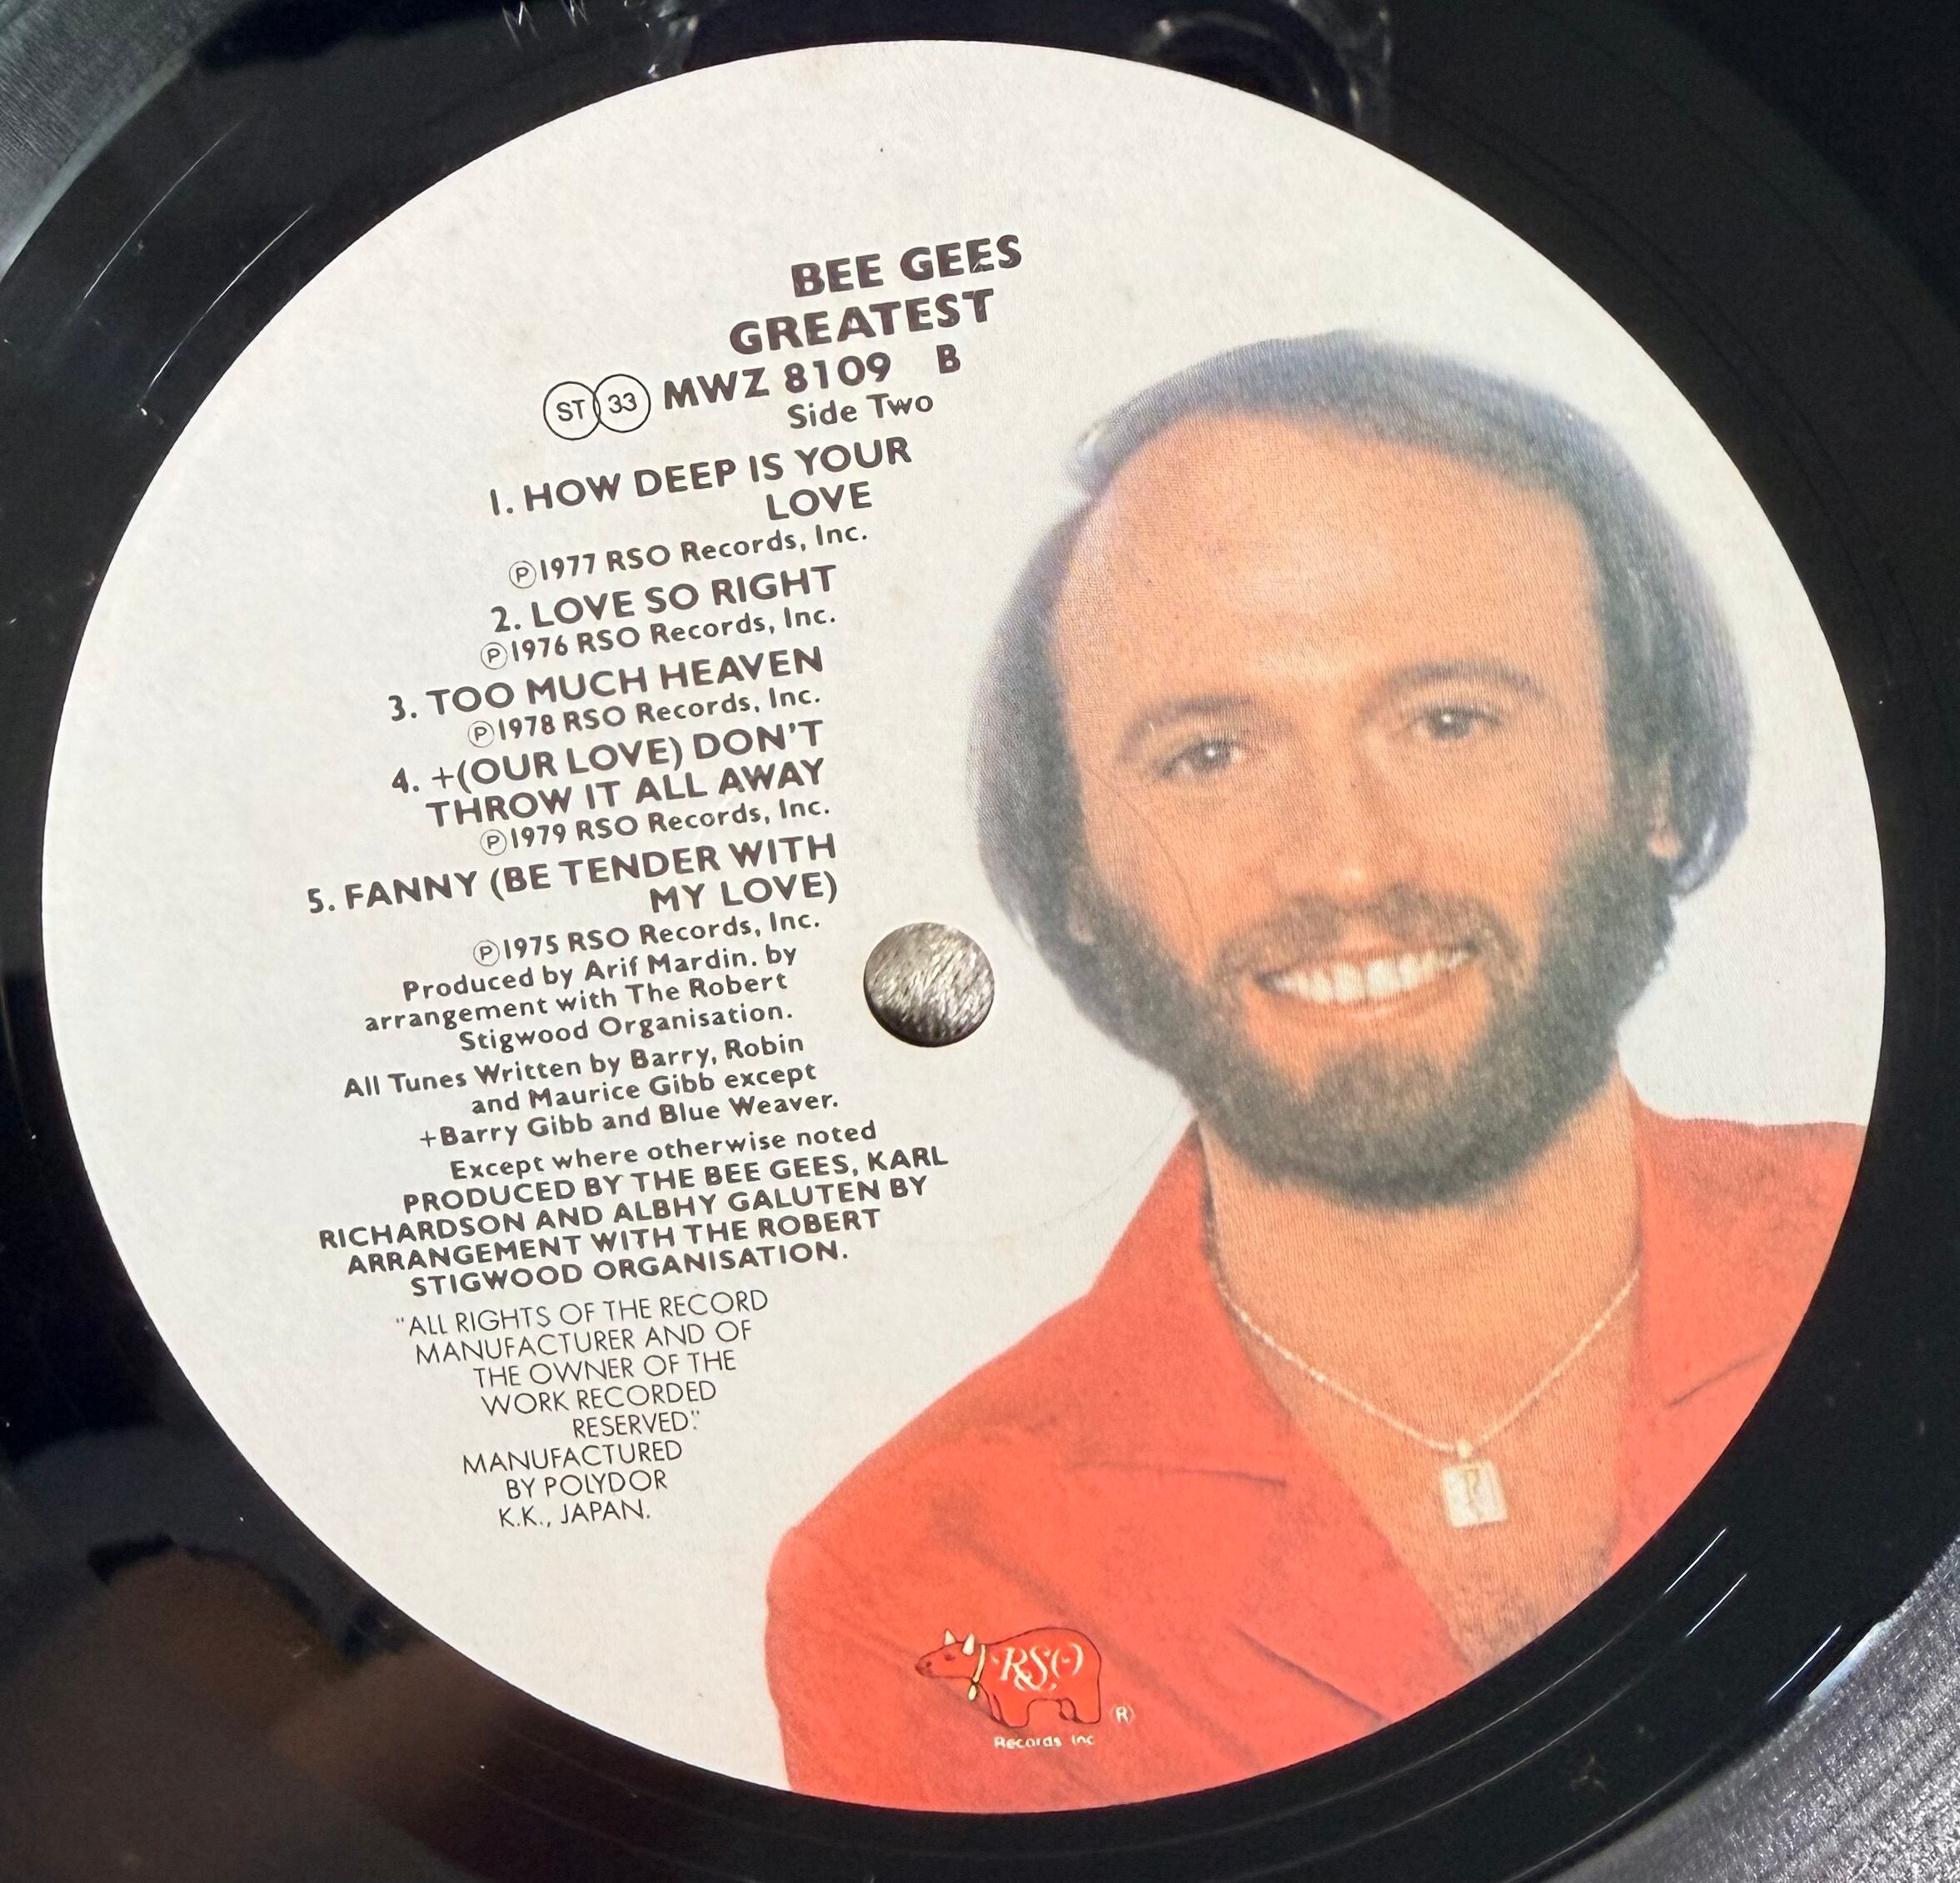 BEE GEES
GREATEST
ST 33 MWZ 8109 B
Side Two
1. HOW DEEP IS YOUR
LOVE
℗1977 RSO Records, Inc.
2. LOVE SO RIGHT
℗1976 RSO Records, Inc.
3. TOO MUCH HEAVEN
℗1978 RSO Records, Inc.
4. +(OUR LOVE) DON'T
THROW IT ALL AWAY
℗1979 RSO Records, Inc.
5. FANNY (BE TENDER WITH
MY LOVE)
℗1975 RSO Records, Inc.
Produced by Arif Mardin. by
arrangement with The Robert
Stigwood Organisation.
All Tunes Written by Barry, Robin
and Maurice Gibb except
+Barry Gibb and Blue Weaver.
Except where otherwise noted
PRODUCED BY THE BEE GEES, KARL
RICHARDSON AND ALBHY GALUTEN BY
ARRANGEMENT WITH THE ROBERT
STIGWOOD ORGANISATION.
"ALL RIGHTS OF THE RECORD
MANUFACTURER AND OF
THE OWNER OF THE
WORK RECORDED
RESERVED."
MANUFACTURED
BY POLYDOR
K.K., JAPAN.
RSO
®
Records Inc